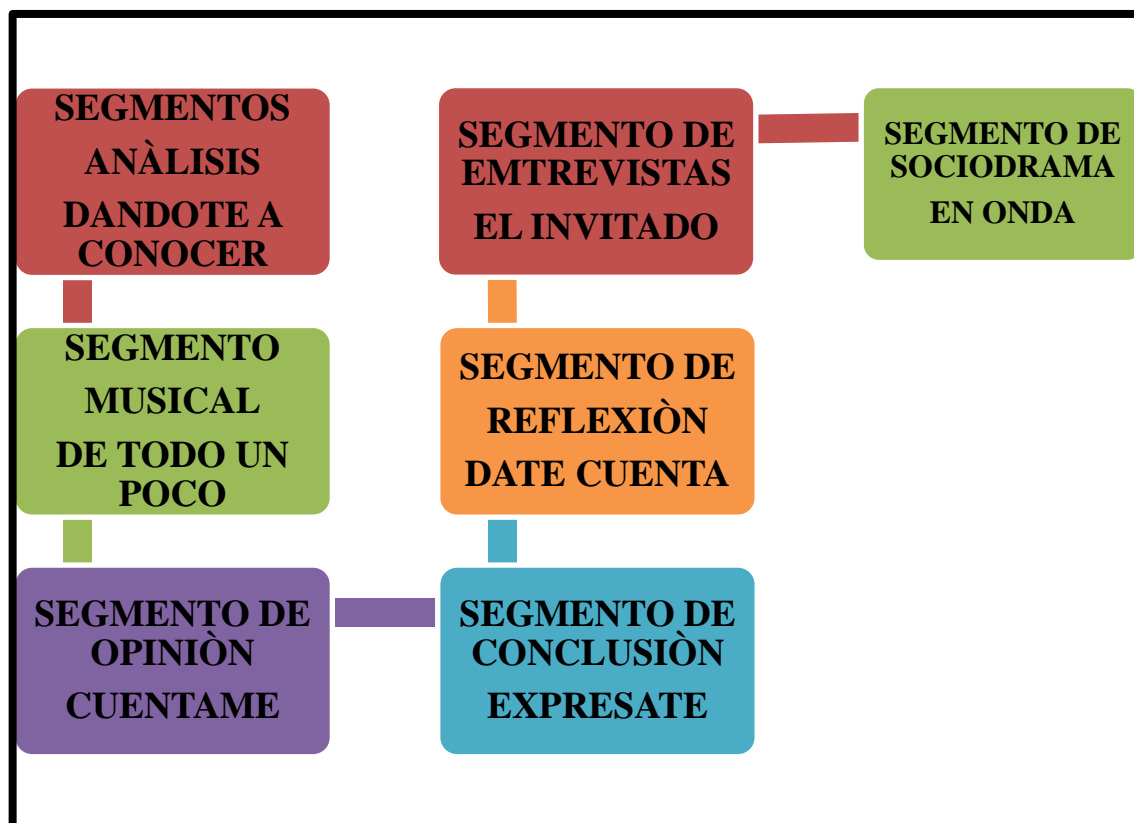 SEGMENTOS
ANÀLISIS
DANDOTE A
CONOCER
SEGMENTO
MUSICAL
DE TODO UN
POCO
SEGMENTO DE
OPINIÒN
CUENTAME
SEGMENTO DE
CONCLUSIÒN
EXPRESATE
SEGMENTO DE
REFLEXIÒN
DATE CUENTA
SEGMENTO DE
EMTREVISTAS
EL INVITADO
SEGMENTO DE
SOCIODRAMA
EN ONDA